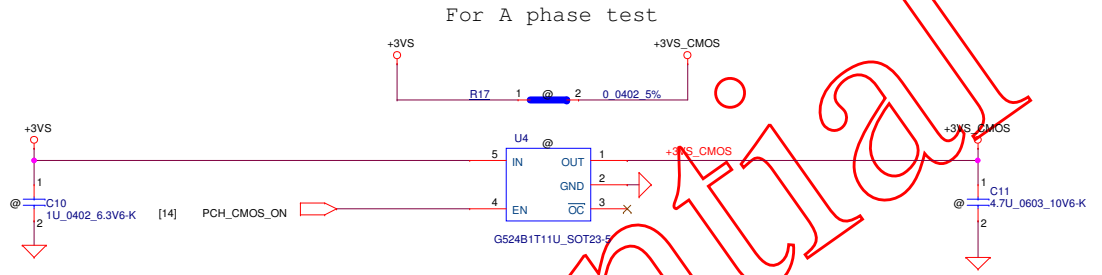 For A phase test
+3VS
+3VS_CMOS
R17
1
@
2
0_0402_5%
+3VS
U4
@
+3VS_CMOS
5
IN
OUT
1
+3VS_CMOS
GND
2
1
@
C10
1U_0402_6.3V6-K
2
[14]
PCH_CMOS_ON
4
EN
OC
3
G524B1T11U_SOT23-5
1
@
C11
4.7U_0603_10V6-K
2
ntial